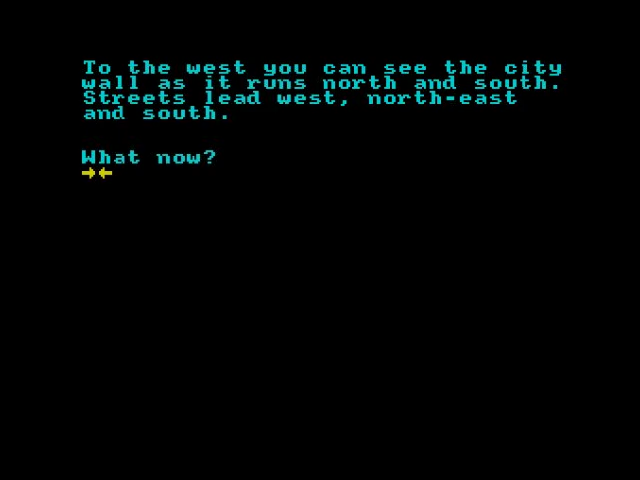 To the west you can see the city
wall as it runs north and south.
Streets lead west, north-east
and south.
What now?
→←